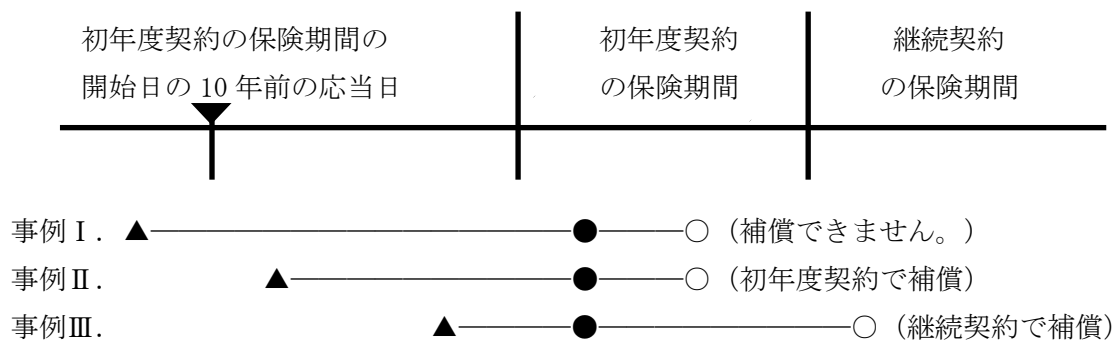 初年度契約の保険期間の
開始日の 10 年前の応当日
初年度契約
の保険期間
継続契約
の保険期間
事例Ⅰ. ▲―――●―○（補償できません。）
事例Ⅱ. ▲―――●―○（初年度契約で補償）
事例Ⅲ. ▲―●―――○（継続契約で補償）